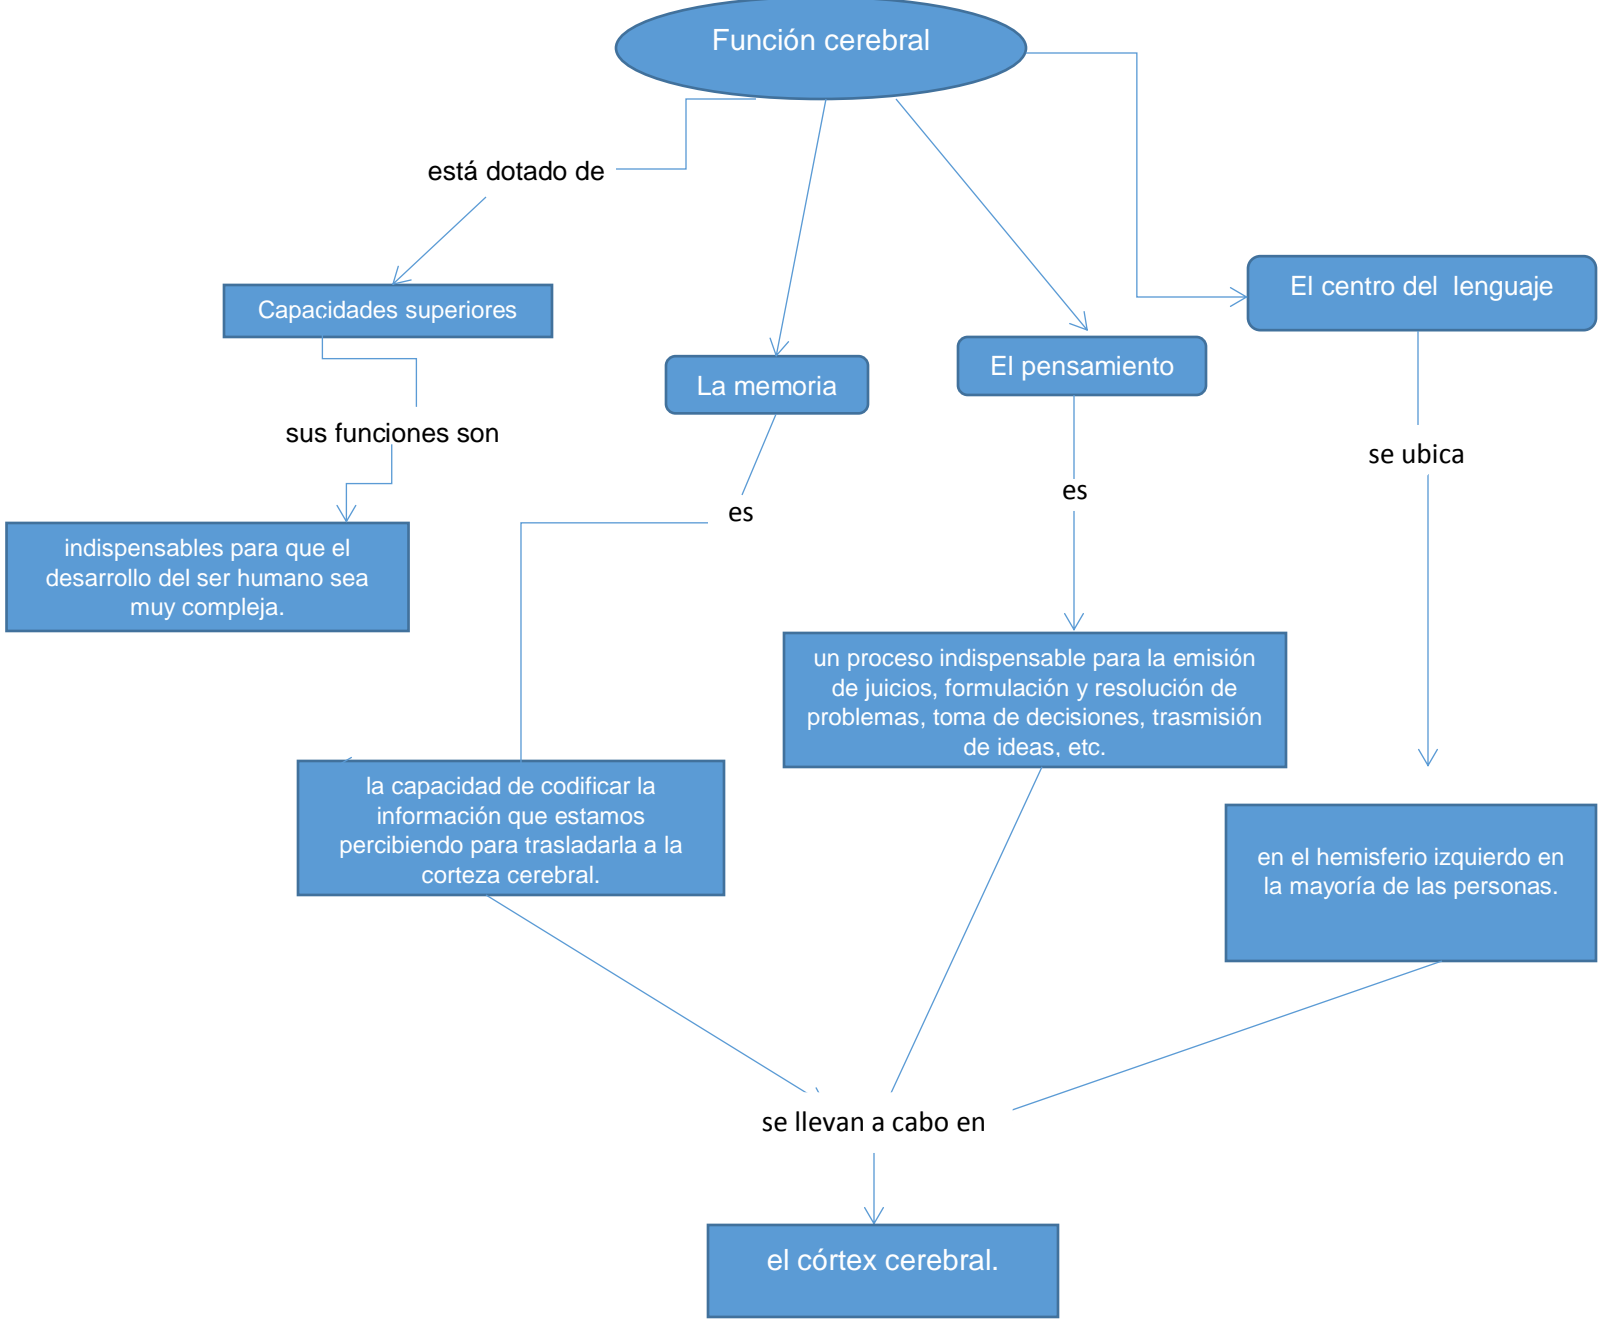 Función cerebral
está dotado de
Capacidades superiores
El centro del lenguaje
La memoria
El pensamiento
sus funciones son
se ubica
es
es
indispensables para que el
desarrollo del ser humano sea
muy compleja.
un proceso indispensable para la emisión
de juicios, formulación y resolución de
problemas, toma de decisiones, trasmisión
de ideas, etc.
la capacidad de codificar la
información que estamos
percibiendo para trasladarla a la
corteza cerebral.
en el hemisferio izquierdo en
la mayoría de las personas.
se llevan a cabo en
el córtex cerebral.